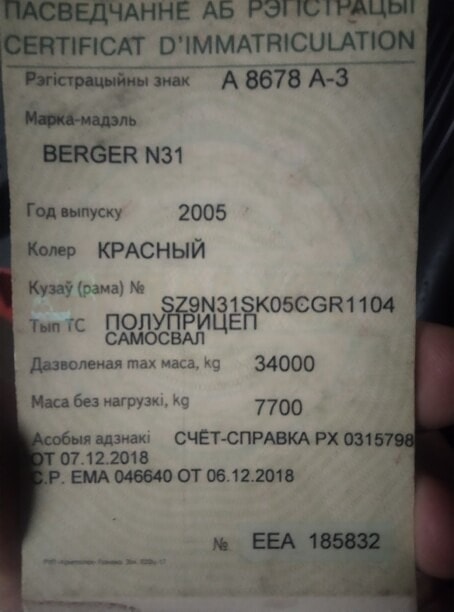 ПАСВЕДЧАННЕ АБ РЭГІСТРАЦЫІ
CERTIFICAT D'IMMATRICULATION
Рэгістрацыйны знак А 8678 А-3
Марка-мадэль
BERGER N31
Год выпуску 2005
Колер КРАСНЫЙ
Кузаў (рама) №
SZ9N31SK05CGR1104
Тып ТС ПОЛУПРИЦЕП
САМОСВАЛ
Дазволеная max маса, kg 34000
Маса без нагрузкі, kg 7700
Асобыя адзнакі СЧЁТ-СПРАВКА РХ 0315798
ОТ 07.12.2018
С.Р. ЕМА 046640 ОТ 06.12.2018
№ ЕЕА 185832